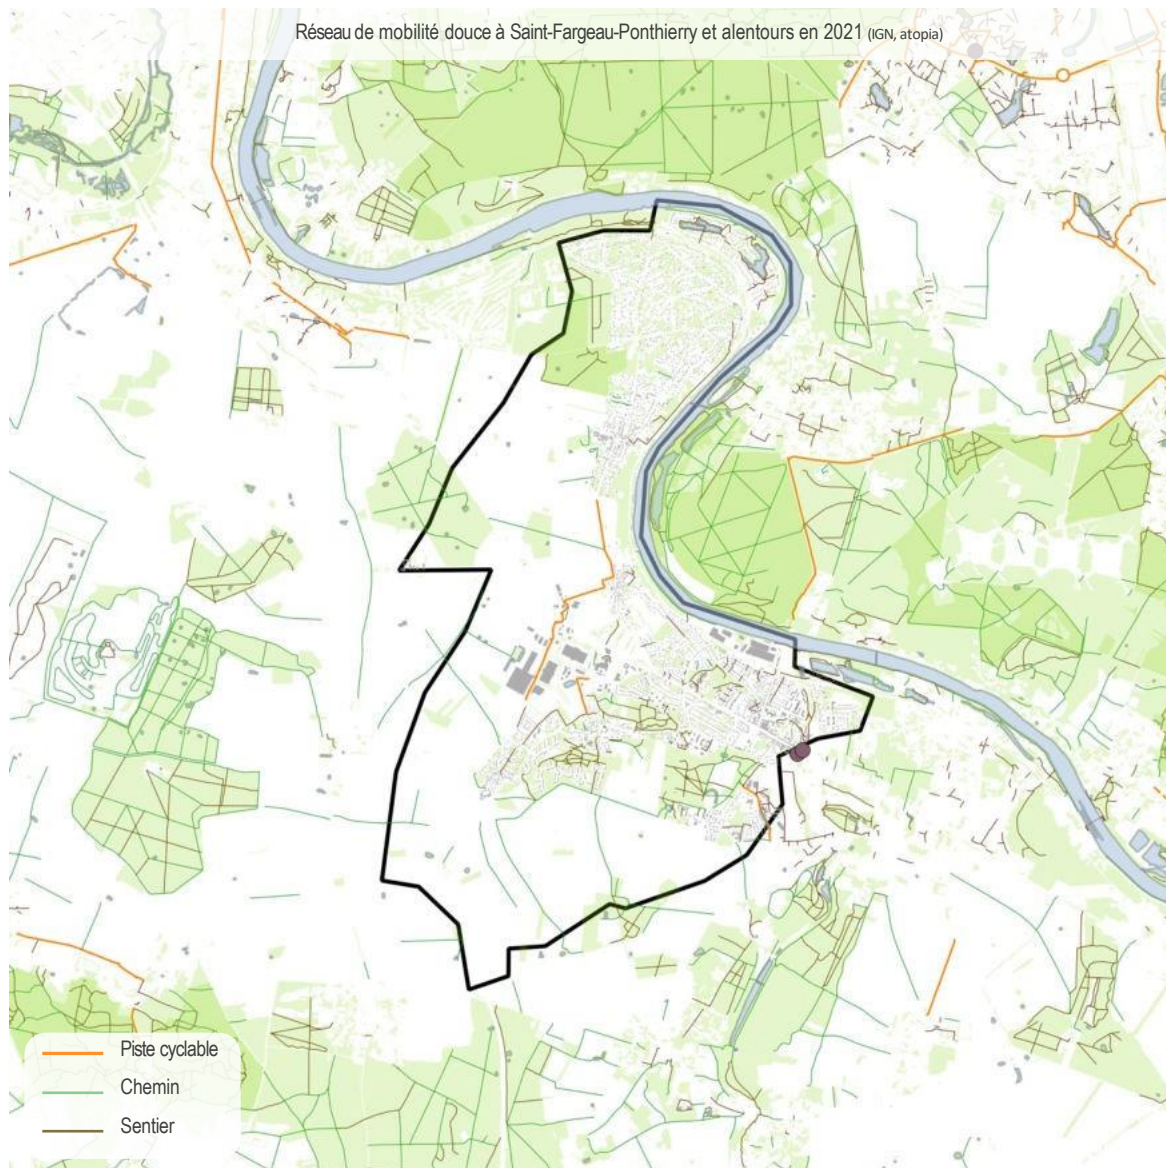 Réseau de mobilité douce à Saint-Fargeau-Ponthierry et alentours en 2021 (IGN, atopia)
Piste cyclable
Chemin
Sentier